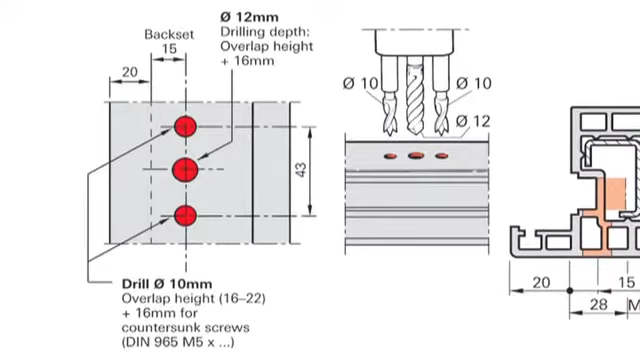 Ø 12mm
Drilling depth:
Overlap height
+ 16mm
Backset
15
20
43
Drill Ø 10mm
Overlap height (16–22)
+ 16mm for
countersunk screws
(DIN 965 M5 x ...)
Ø 10
Ø 10
Ø 12
20
15
28
M